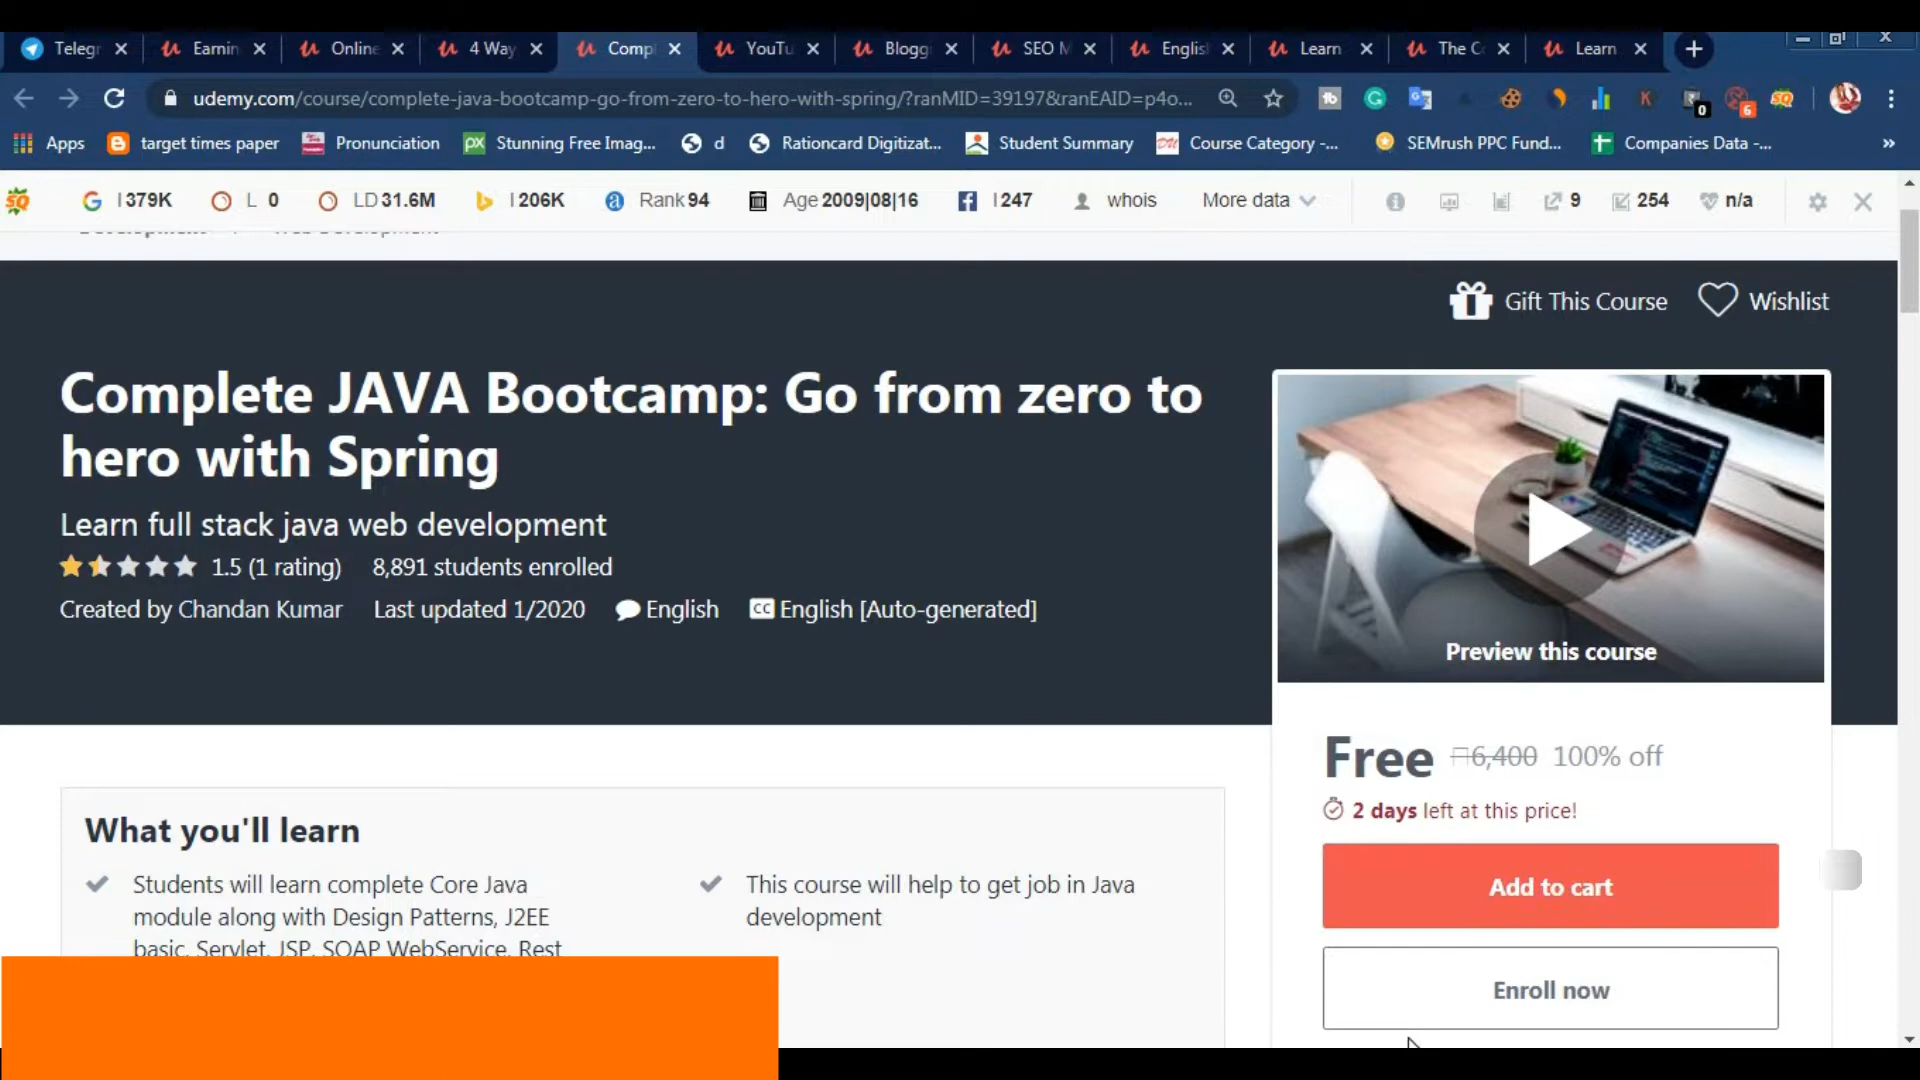 Telegr
Earnin
Online
4 Way
Comp
YouTu
Blogg
SEO M
Englis
Learn
The C
Learn
udemy.com/course/complete-java-bootcamp-go-from-zero-to-hero-with-spring/?ranMID=39197&ranEAID=p4o...
0
6
Apps
target times paper
Pronunciation
Stunning Free Imag...
d
Rationcard Digitizat...
Student Summary
Course Category -...
SEMrush PPC Fund...
Companies Data -...
I 379K
L 0
LD 31.6M
I 206K
Rank 94
Age 2009|08|16
I 247
whois
More data
9
254
n/a
Gift This Course
Wishlist
Complete JAVA Bootcamp: Go from zero to
hero with Spring
Learn full stack java web development
1.5 (1 rating) 8,891 students enrolled
Created by Chandan Kumar Last updated 1/2020 English CC English [Auto-generated]
Preview this course
Free 6,400 100% off
2 days left at this price!
Add to cart
Enroll now
What you'll learn
Students will learn complete Core Java
module along with Design Patterns, J2EE
basic, Servlet, JSP, SOAP WebService, Rest
This course will help to get job in Java
development